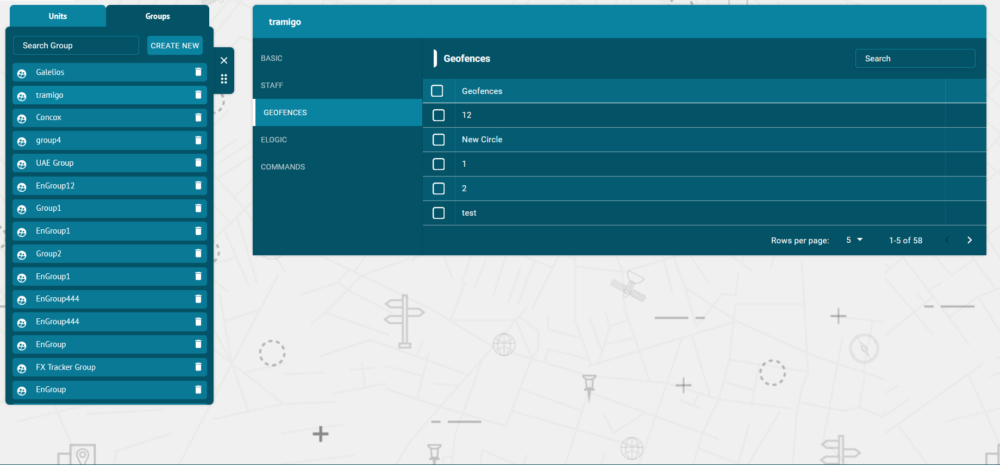 Units
Groups
Search Group
CREATE NEW
Galelios
tramigo
Concox
group4
UAE Group
EnGroup12
Group1
EnGroup1
Group2
EnGroup1
EnGroup444
EnGroup444
EnGroup
FX Tracker Group
EnGroup
tramigo
BASIC
STAFF
GEOFENCES
ELOGIC
COMMANDS
Geofences
Search
Geofences
12
New Circle
1
2
test
Rows per page: 5 1-5 of 58